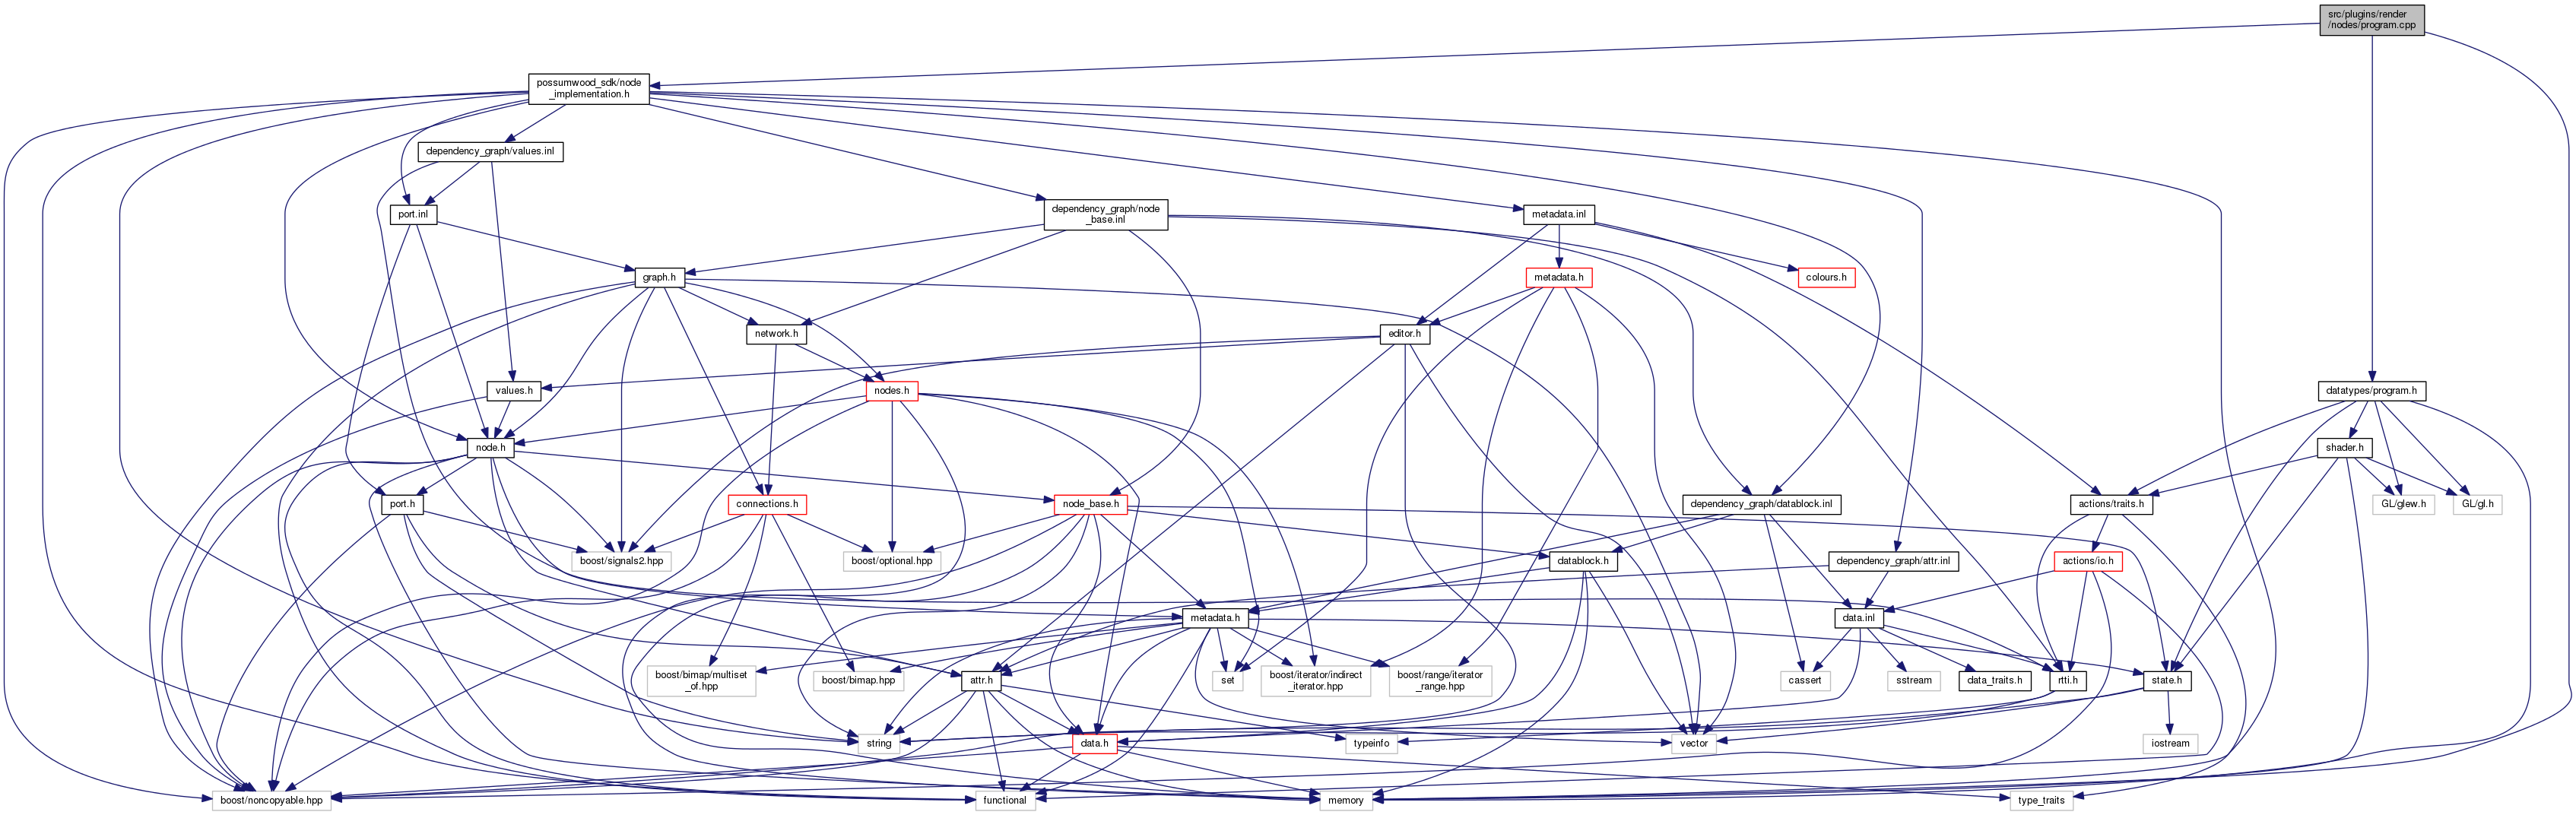 src/plugins/render
/nodes/program.cpp
possumwood_sdk/node
_implementation.h
dependency_graph/values.inl
port.inl
dependency_graph/node
_base.inl
metadata.inl
graph.h
metadata.h
colours.h
network.h
editor.h
values.h
nodes.h
datatypes/program.h
node.h
shader.h
port.h
connections.h
node_base.h
dependency_graph/datablock.inl
actions/traits.h
GL/glew.h
GL/gl.h
boost/signals2.hpp
boost/optional.hpp
datablock.h
dependency_graph/attr.inl
actions/io.h
metadata.h
data.inl
boost/bimap/multiset
_of.hpp
boost/bimap.hpp
attr.h
set
boost/iterator/indirect
_iterator.hpp
boost/range/iterator
_range.hpp
cassert
sstream
data_traits.h
rtti.h
state.h
string
data.h
typeinfo
vector
iostream
boost/noncopyable.hpp
functional
memory
type_traits